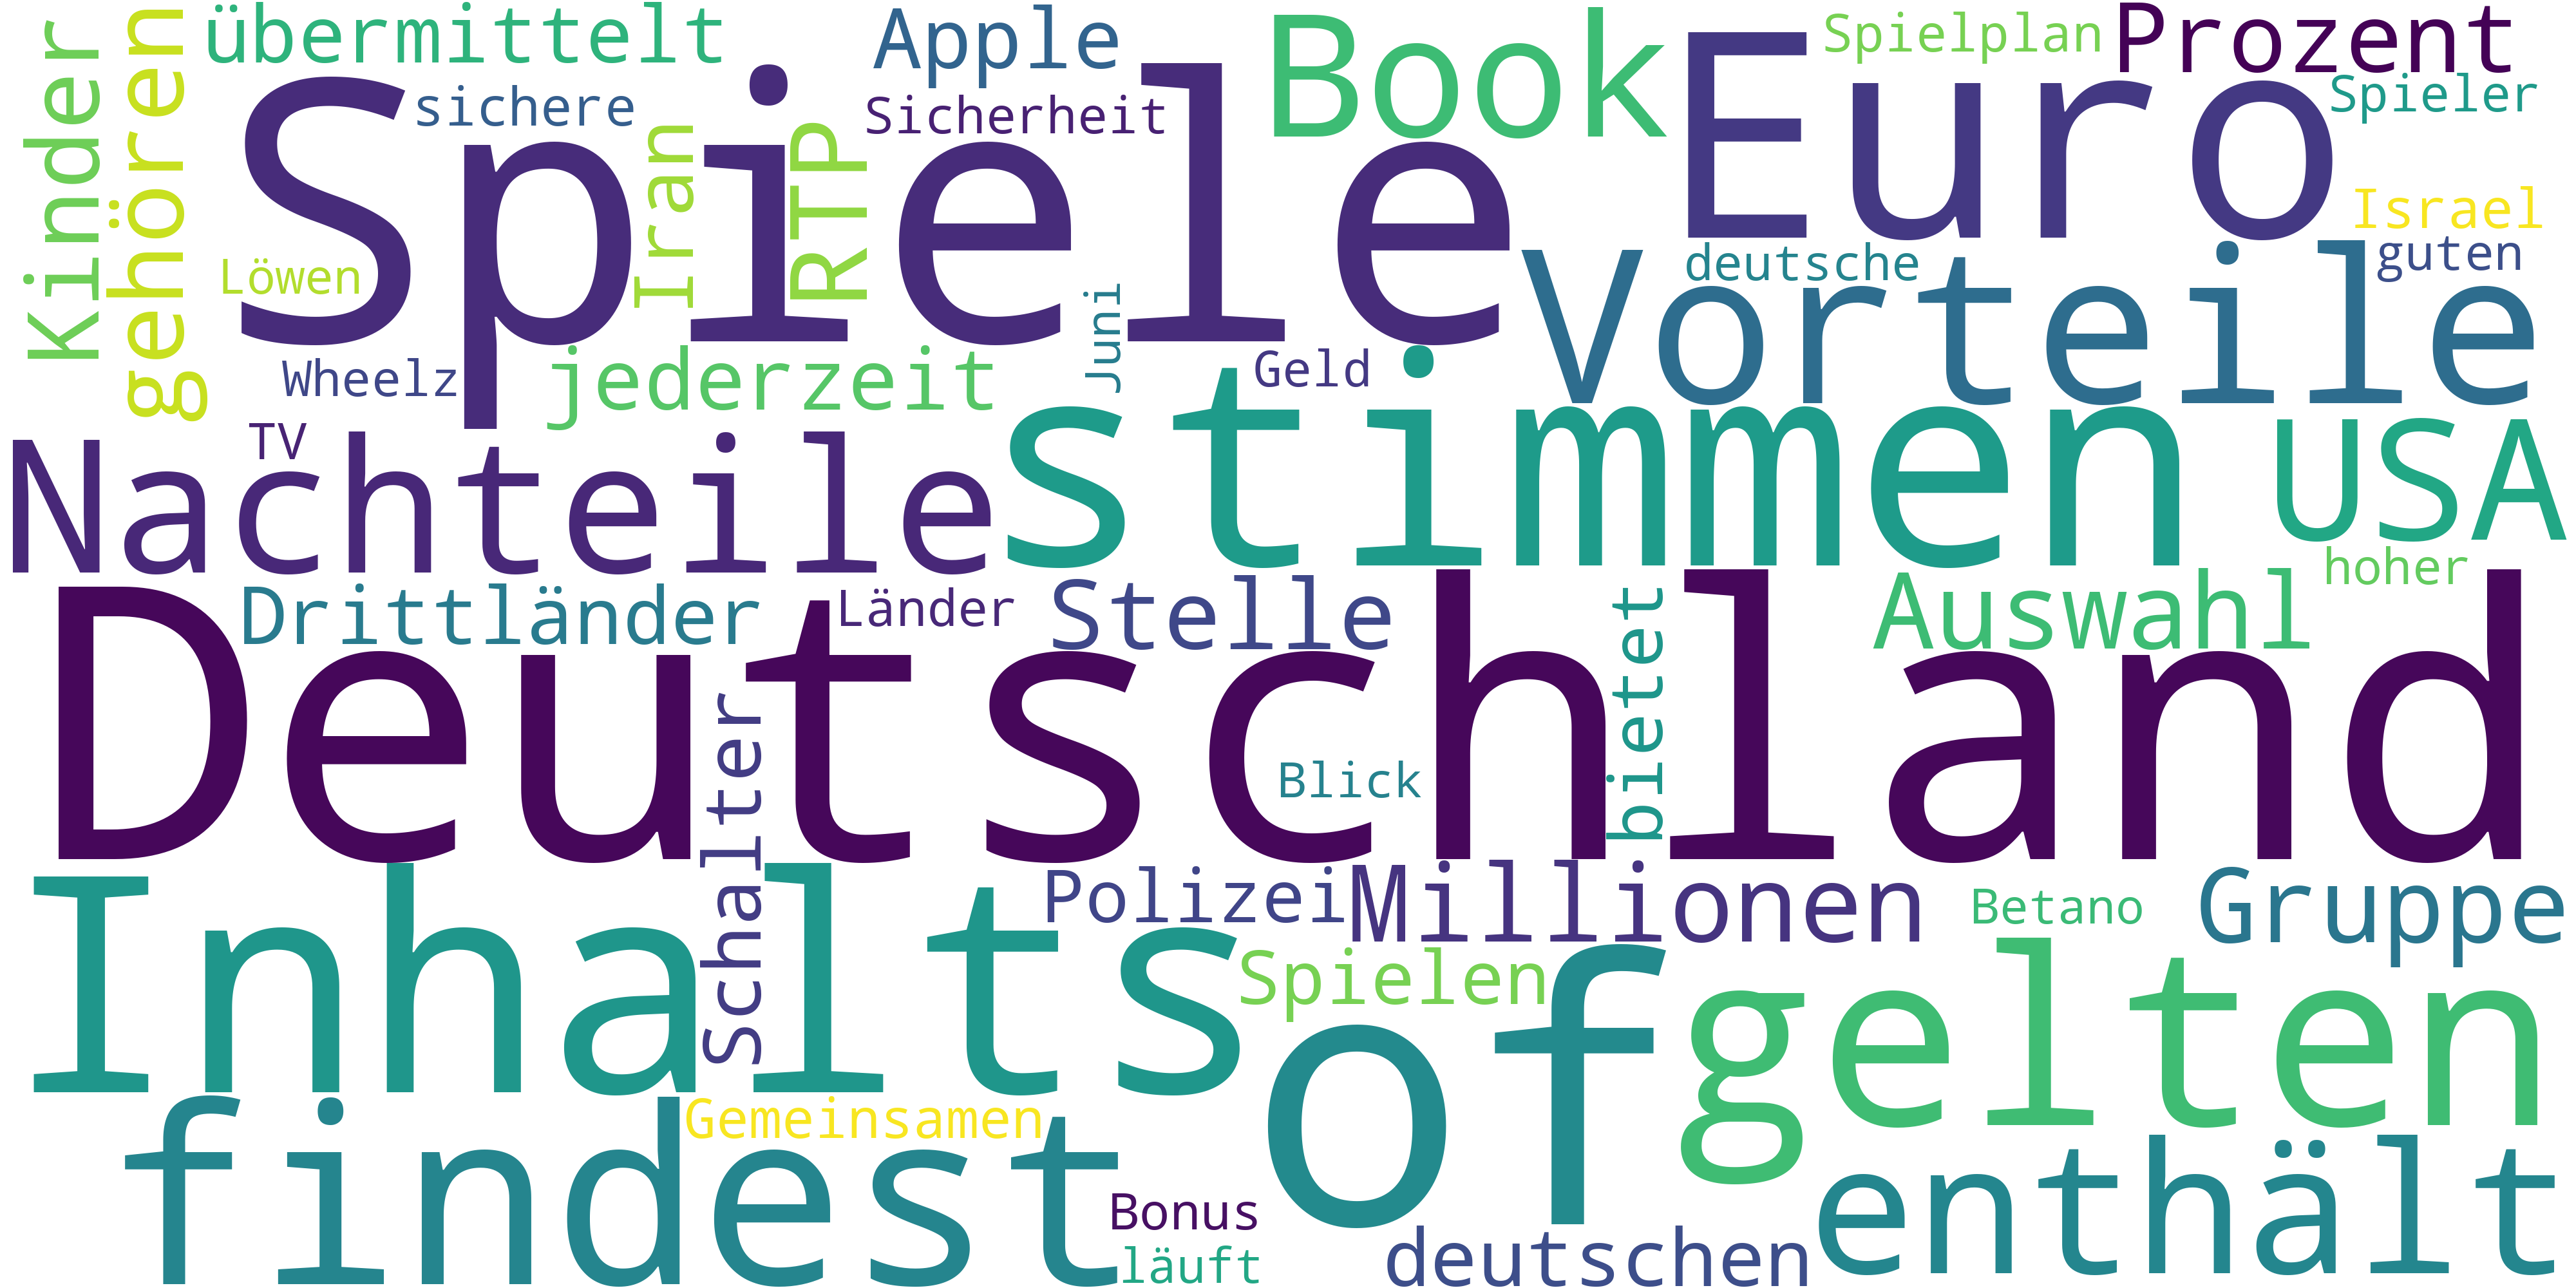 Kinder
gehören
übermittelt
Apple
Book
Spielplan
Prozent
Spiele
sichere
Sicherheit
Euro
Spieler
Iran
RTP
Israel
Löwen
Juni
Vorteile
deutsche
guten
Wheelz
jederzeit
Geld
stimmen
TV
Nachteile
USA
hoher
Drittländer
Länder
Stelle
Auswahl
bietet
Deutschland
Schalter
Blick
Inhalts
Polizei
Millionen
Betano
Gruppe
Spielen
of
gelten
findest
Gemeinsamen
enthält
Bonus
läuft
deutschen